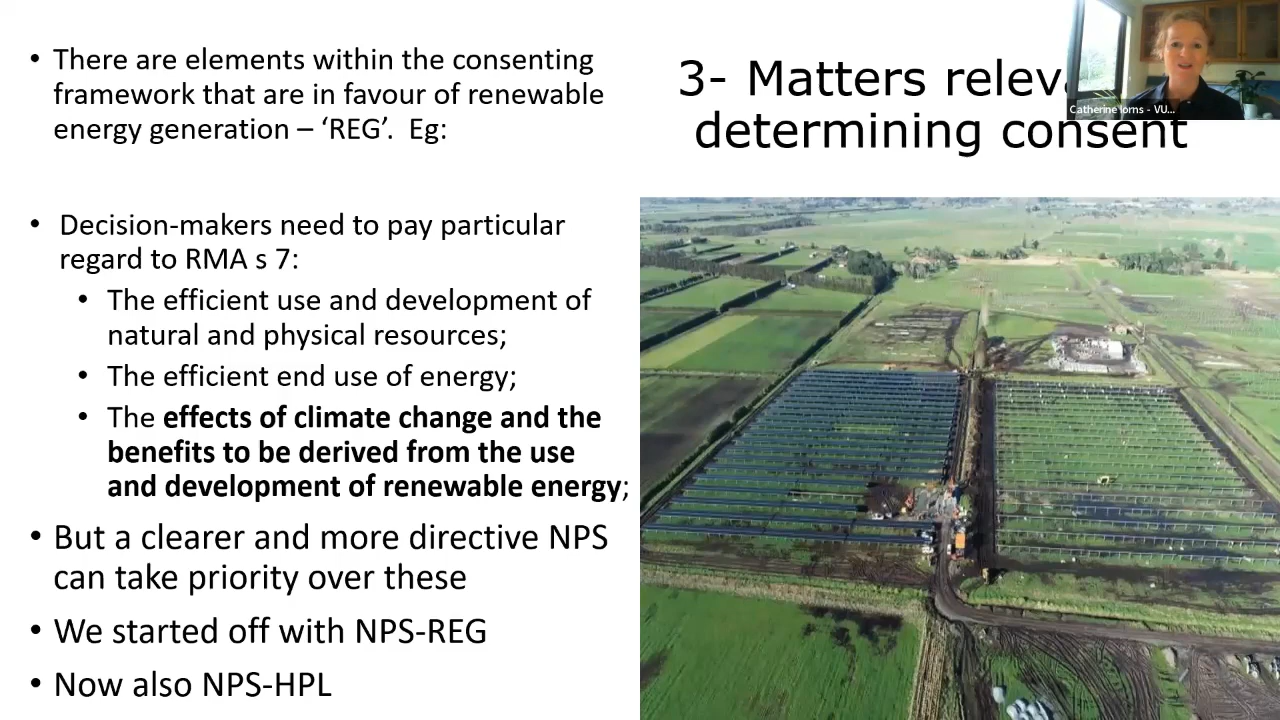 • There are elements within the consenting
framework that are in favour of renewable
energy generation – ‘REG’.  Eg:
• Decision-makers need to pay particular
regard to RMA s 7:
• The efficient use and development of
natural and physical resources;
• The efficient end use of energy;
• The effects of climate change and the
benefits to be derived from the use
and development of renewable energy;
• But a clearer and more directive NPS
can take priority over these
• We started off with NPS-REG
• Now also NPS-HPL
3- Matters
determining consent
Catherine Iorns - VU...